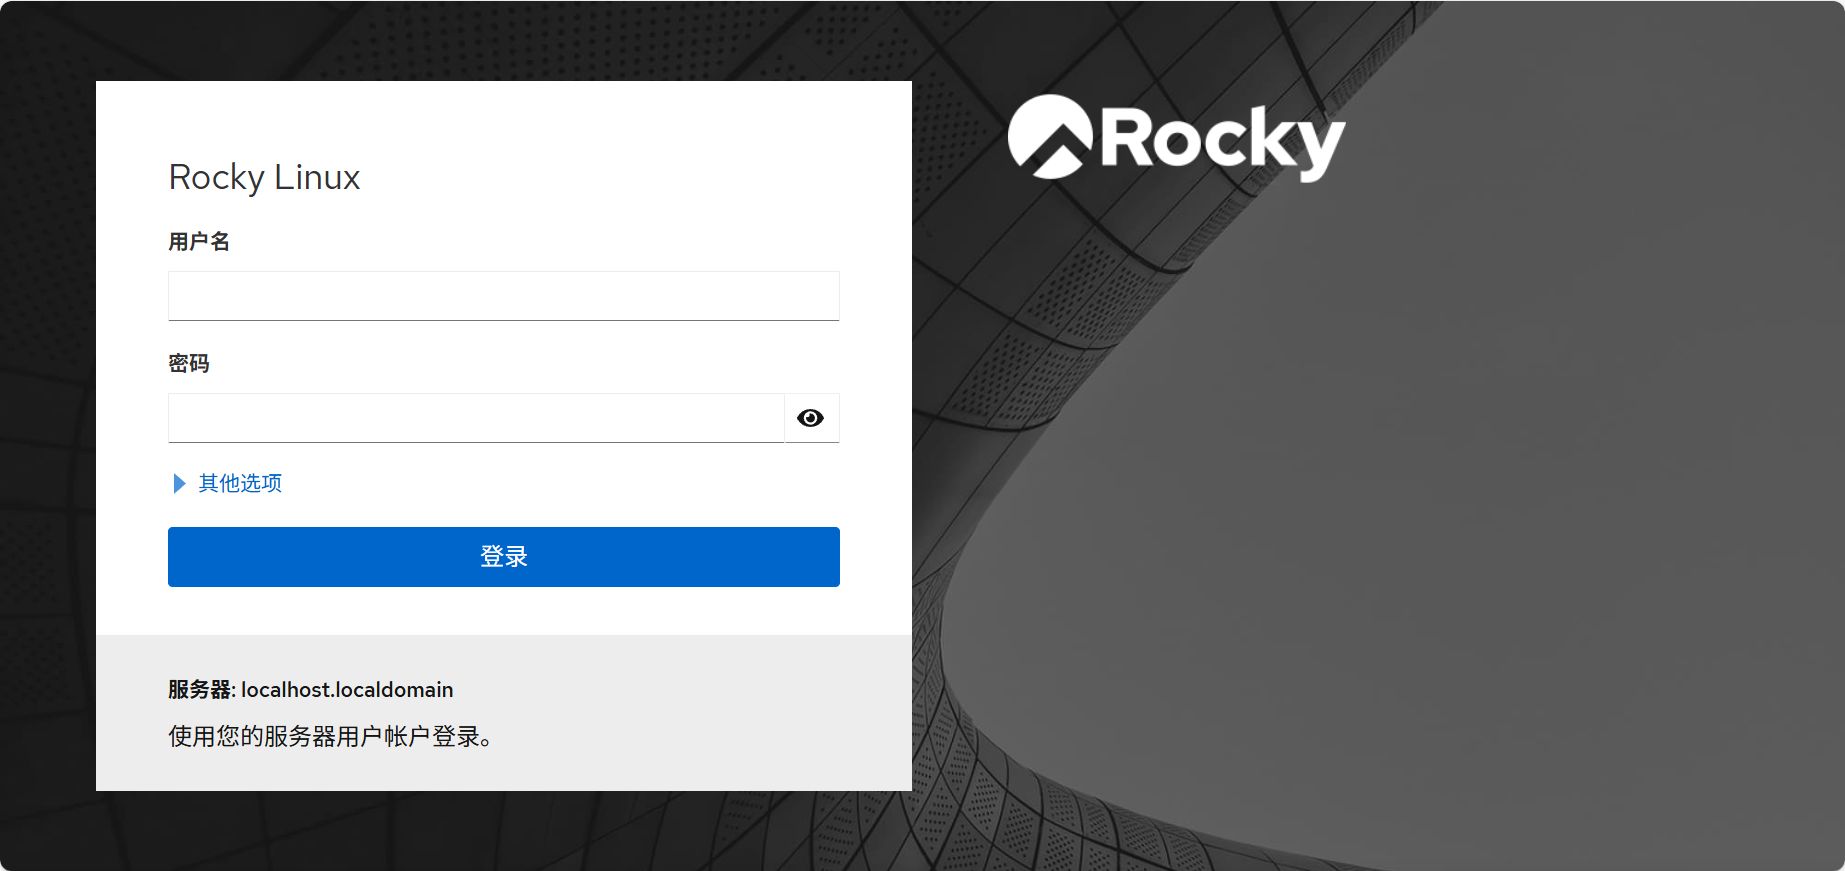 Rocky Linux
用户名
密码
其他选项
登录
服务器: localhost.localdomain
使用您的服务器用户帐户登录。
Rocky